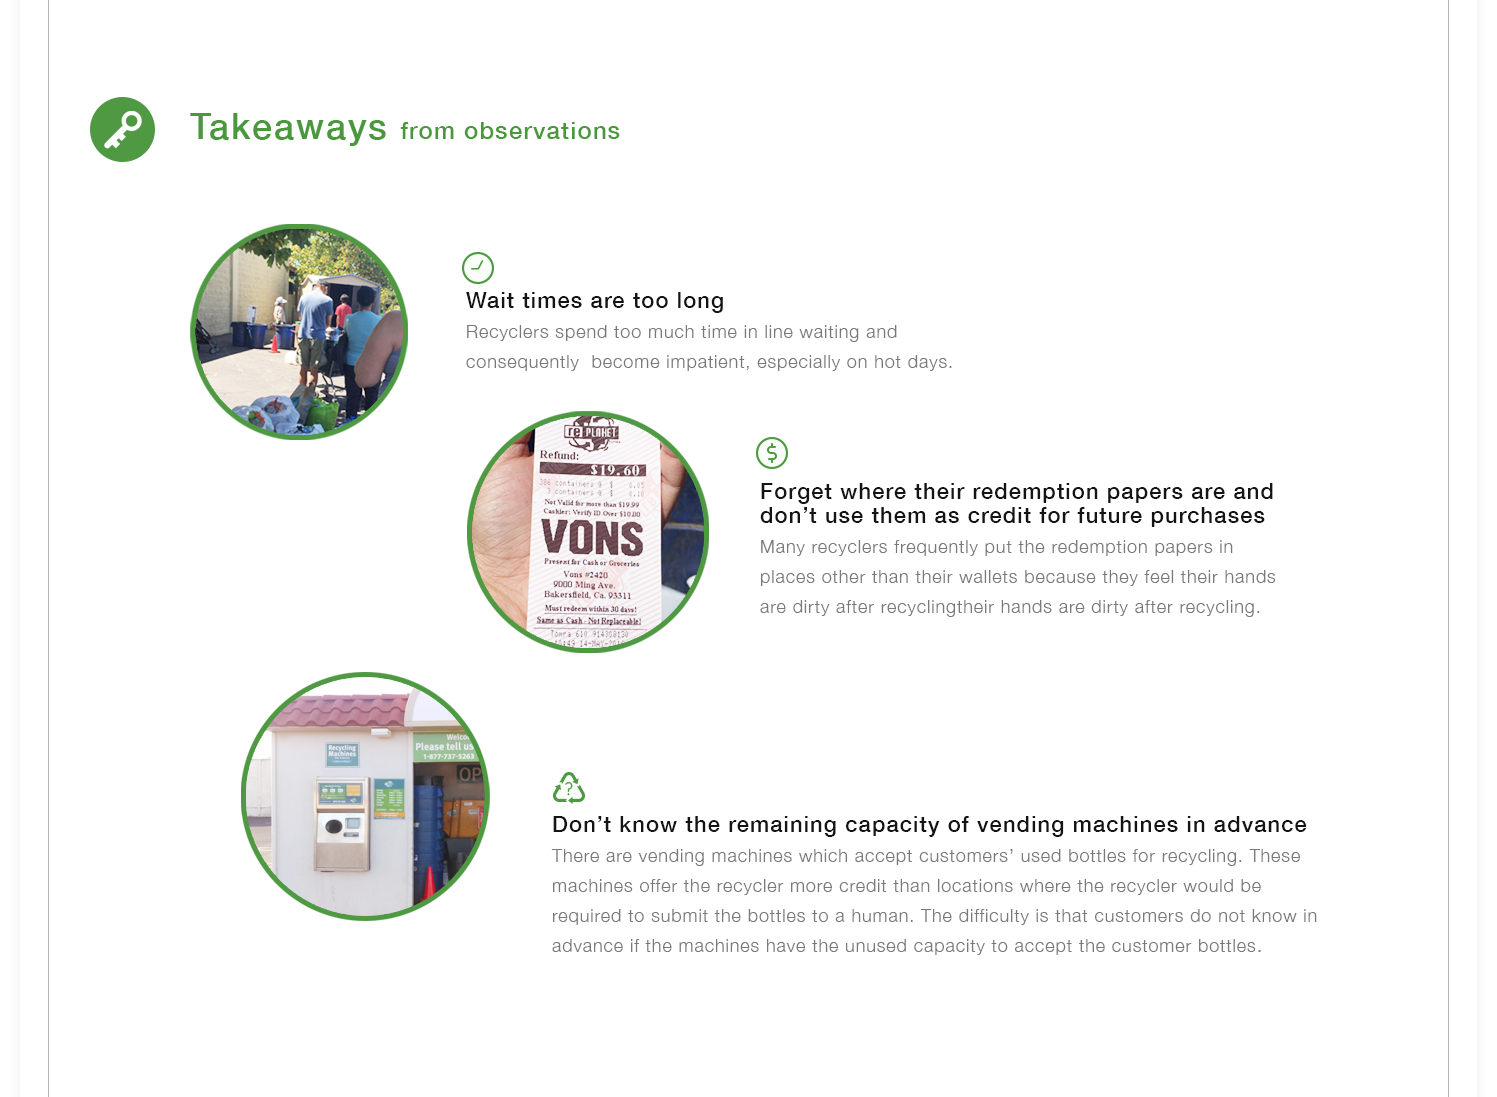 Takeaways from observations
Wait times are too long
Recyclers spend too much time in line waiting and
consequently  become impatient, especially on hot days.
re PLANET
Refund:
$19.60
386 containers @ $ 0.05
3 containers @ $ 0.10
Not Valid for more than $19.99
Cashier: Verify ID Over $10.00
VONS
Present for Cash or Groceries
Vons #2420
9000 Ming Ave.
Bakersfield, Ca. 93311
Must redeem within 30 days!
Same as Cash - Not Replaceable!
Forget where their redemption papers are and
don’t use them as credit for future purchases
Many recyclers frequently put the redemption papers in
places other than their wallets because they feel their hands
are dirty after recyclingtheir hands are dirty after recycling.
Recycling
Machines
Welco
Please tell us
1-877-737-5263
OP
Don’t know the remaining capacity of vending machines in advance
There are vending machines which accept customers’ used bottles for recycling. These
machines offer the recycler more credit than locations where the recycler would be
required to submit the bottles to a human. The difficulty is that customers do not know in
advance if the machines have the unused capacity to accept the customer bottles.